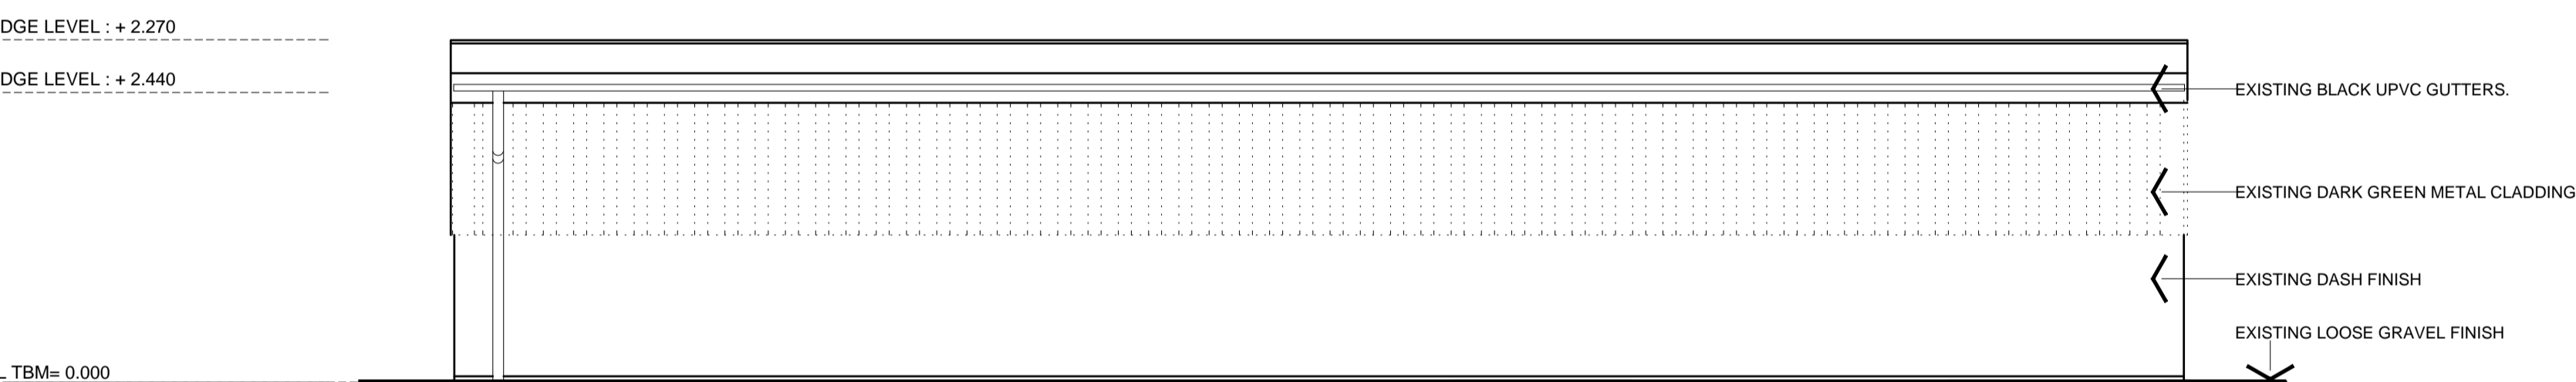 DGE LEVEL : + 2.270
DGE LEVEL : + 2.440
EXISTING BLACK UPVC GUTTERS.
EXISTING DARK GREEN METAL CLADDING
EXISTING DASH FINISH
EXISTING LOOSE GRAVEL FINISH
TBM= 0.000